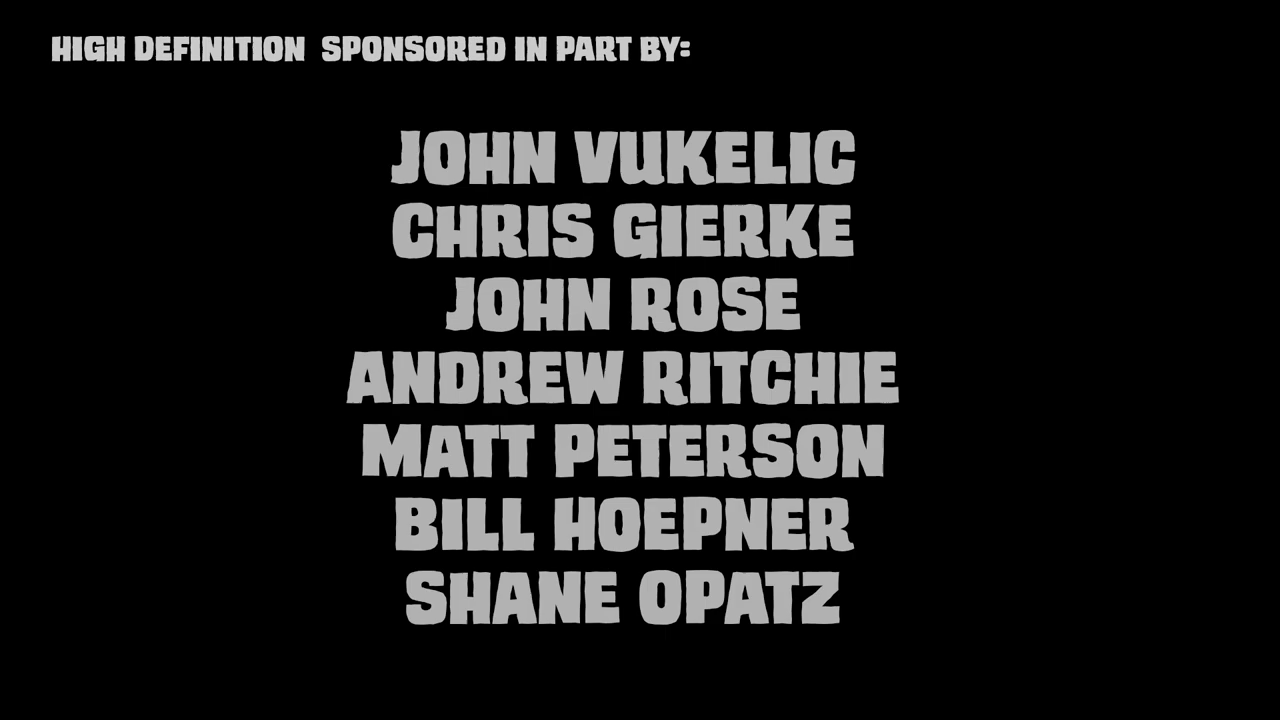 HIGH DEFINITION SPONSORED IN PART BY:
JOHN VUKELIC
CHRIS GIERKE
JOHN ROSE
ANDREW RITCHIE
MATT PETERSON
BILL HOEPNER
SHANE OPATZ